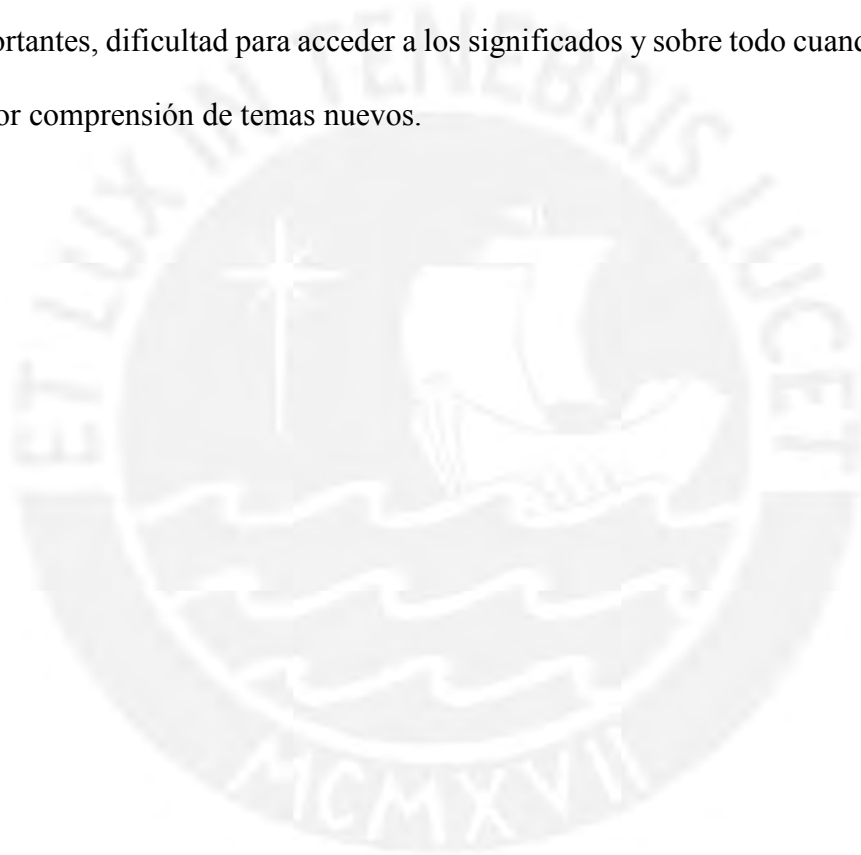 ortantes, dificultad para acceder a los significados y sobre todo cuand
or comprensión de temas nuevos.
ET LUX IN TENEBRIS LUCET
MCMXVII